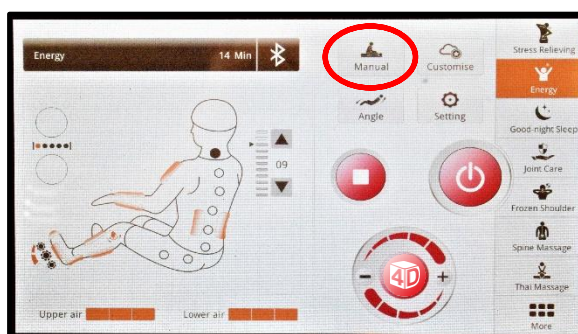 Energy 14 Min
09
Upper air Lower air
Manual Customise
Angle Setting
4D
Stress Relieving
Energy
Good-night Sleep
Joint Care
Frozen Shoulder
Spine Massage
Thai Massage
More